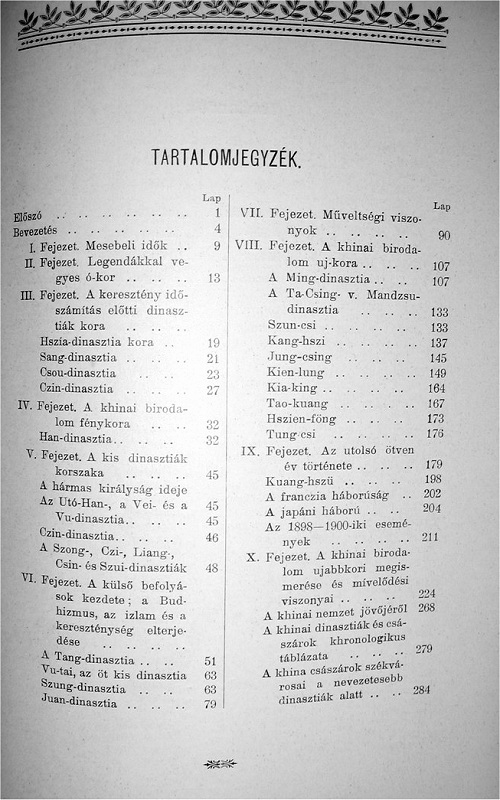 TARTALOMJEGYZÉK.
Lap
Előszó .. .. .. .. .. .. .. 1
Bevezetés .. .. .. .. .. .. 4
I. Fejezet. Mesebeli idők .. 9
II. Fejezet. Legendákkal ve-
gyes ó-kor .. .. .. .. 13
III. Fejezet. A keresztény idő-
számítás előtti dinasz-
tiák kora .. .. .. ..
Hszia-dinasztia kora .. .. 19
Sang-dinasztia .. .. .. 21
Csou-dinasztia .. .. .. 23
Czin-dinasztia .. .. .. 27
IV. Fejezet. A khinai biroda-
lom fénykora .. .. .. 32
Han-dinasztia.. .. .. .. 32
V. Fejezet. A kis dinasztiák
korszaka .. .. .. .. 45
A hármas királyság ideje
Az Utó-Han-, a Vei- és a 45
Vu-dinasztia.. .. .. .. 45
Czin-dinasztia.. .. .. .. 46
A Szong-, Czi-, Liang-,
Csin- és Szui-dinasztiák 48
VI. Fejezet. A külső befolyá-
sok kezdete; a Bud-
hizmus, az izlam és a
kereszténység elterje-
dése .. .. .. .. ..
A Tang-dinasztia .. .. .. 51
Vu-tai, az öt kis dinasztia 63
Szung-dinasztia .. .. .. 63
Juan-dinasztia .. .. .. 79
Lap
VII. Fejezet. Műveltségi viszo-
nyok .. .. .. .. .. 90
VIII. Fejezet. A khinai biroda-
lom uj-kora .. .. .. .. 107
A Ming-dinasztia .. .. .. 107
A Ta-Csing- v. Mandzsu-
dinasztia .. .. .. .. 133
Szun-csi .. .. .. .. .. 133
Kang-hszi .. .. .. .. .. 137
Jung-csing .. .. .. .. 145
Kien-lung .. .. .. .. .. 149
Kia-king .. .. .. .. .. 164
Tao-kuang .. .. .. .. .. 167
Hszien-föng .. .. .. .. 173
Tung-csi .. .. .. .. .. 176
IX. Fejezet. Az utolsó ötven
év története .. .. .. .. 179
Kuang-hszü .. .. .. .. 198
A franczia háboruság .. 202
A japáni háború .. .. .. 204
Az 1898—1900-iki esemé-
nyek .. .. .. .. .. 211
X. Fejezet. A khinai biroda-
lom ujabbkori megis-
merése és mívelődési
viszonyai .. .. .. .. 224
A khinai nemzet jövőjéről 268
A khinai dinasztiák és csá-
szárok khronologikus
táblázata .. .. .. .. 279
A khina császárok székvá-
rosai a nevezetesebb
dinasztiák alatt .. .. .. 284